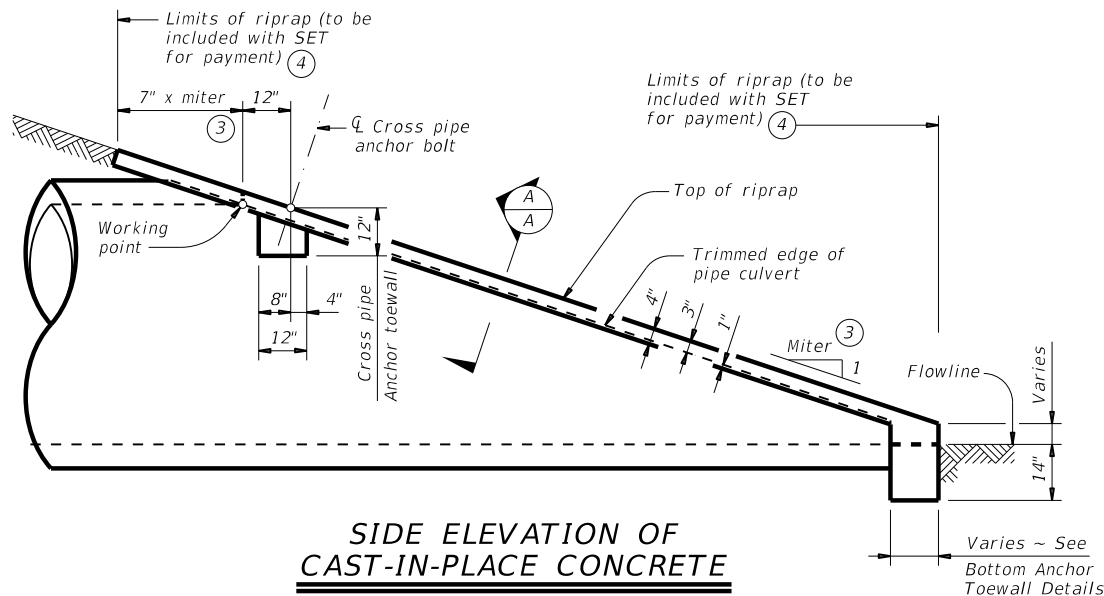 Limits of riprap (to be
included with SET
for payment) 4
7" x miter
12"
3
℄ Cross pipe
anchor bolt
Limits of riprap (to be
included with SET
for payment) 4
A
A
Top of riprap
Working
point
12"
Trimmed edge of
pipe culvert
8"
4"
12"
Cross pipe
Anchor toewall
4"
3"
1"
Miter 3
1
Flowline
Varies
14"
Varies ~ See
Bottom Anchor
Toewall Details
SIDE ELEVATION OF
CAST-IN-PLACE CONCRETE